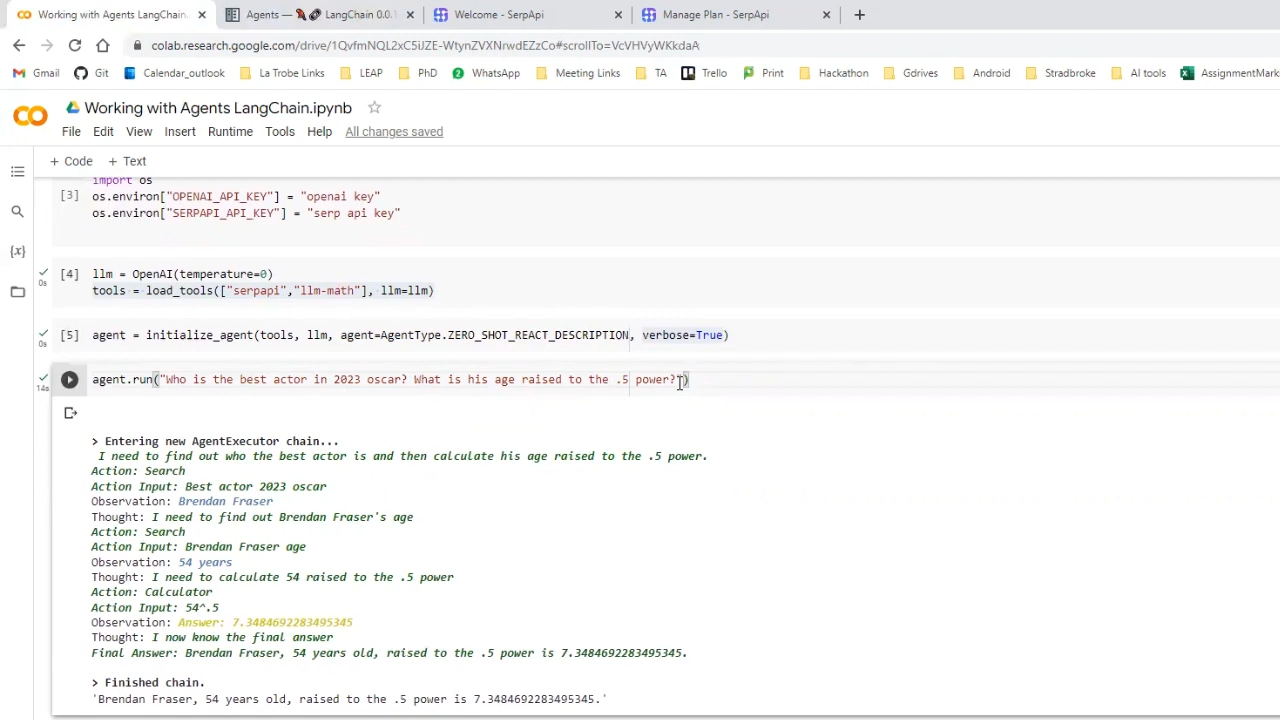 Working with Agents LangChain.
Agents — 🦜🔗 LangChain 0.0.1
Welcome - SerpApi
Manage Plan - SerpApi
colab.research.google.com/drive/1QvfmNQL2xC5iJZE-WtynZVXNrwdEZzCo#scrollTo=VcVHVyWKkdaA
Gmail
Git
Calendar_outlook
La Trobe Links
LEAP
PhD
WhatsApp
Meeting Links
TA
Trello
Print
Hackathon
Gdrives
Android
Stradbroke
AI tools
AssignmentMark
Working with Agents LangChain.ipynb
File Edit View Insert Runtime Tools Help All changes saved
+ Code + Text
import os
[3] os.environ["OPENAI_API_KEY"] = "openai key"
os.environ["SERPAPI_API_KEY"] = "serp api key"
[4] llm = OpenAI(temperature=0)
0s
tools = load_tools(["serpapi","llm-math"], llm=llm)
[5] agent = initialize_agent(tools, llm, agent=AgentType.ZERO_SHOT_REACT_DESCRIPTION, verbose=True)
0s
agent.run("Who is the best actor in 2023 oscar? What is his age raised to the .5 power?")
14s
> Entering new AgentExecutor chain...
I need to find out who the best actor is and then calculate his age raised to the .5 power.
Action: Search
Action Input: Best actor 2023 oscar
Observation: Brendan Fraser
Thought: I need to find out Brendan Fraser's age
Action: Search
Action Input: Brendan Fraser age
Observation: 54 years
Thought: I need to calculate 54 raised to the .5 power
Action: Calculator
Action Input: 54^.5
Observation: Answer: 7.3484692283495345
Thought: I now know the final answer
Final Answer: Brendan Fraser, 54 years old, raised to the .5 power is 7.3484692283495345.
> Finished chain.
'Brendan Fraser, 54 years old, raised to the .5 power is 7.3484692283495345.'